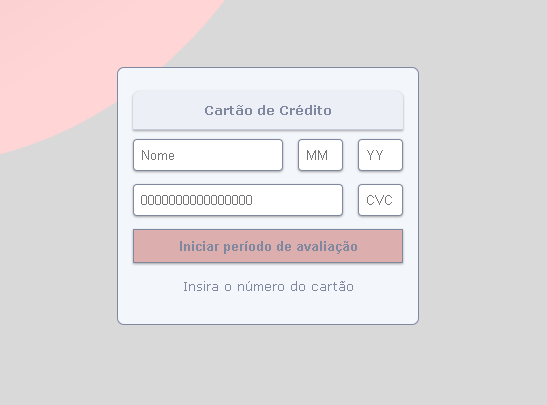 Cartão de Crédito
Nome MM YY
0000000000000000 CVC
Iniciar período de avaliação
Insira o número do cartão